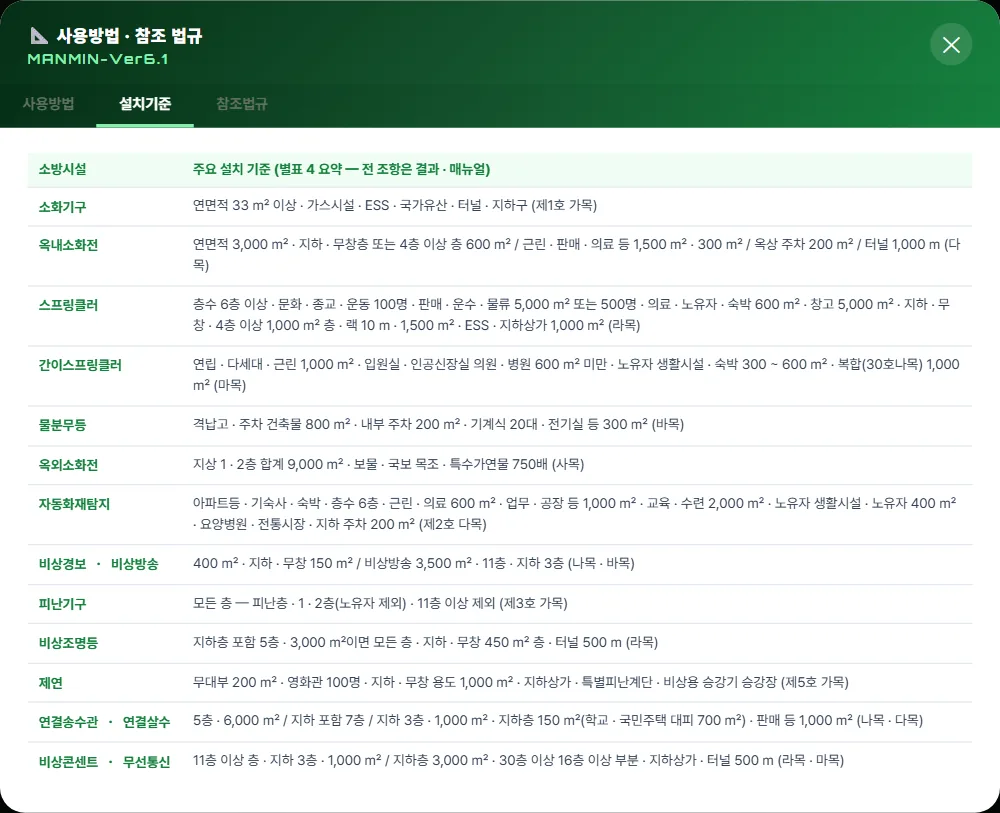 사용방법 · 참조 법규
MANMIN-Ver6.1
사용방법 설치기준 참조법규
소방시설 주요 설치 기준 (별표 4 요약 — 전 조항은 결과 · 매뉴얼)
소화기구 연면적 33 m² 이상 · 가스시설 · ESS · 국가유산 · 터널 · 지하구 (제1호 가목)
옥내소화전 연면적 3,000 m² · 지하 · 무창층 또는 4층 이상 층 600 m² / 근린 · 판매 · 의료 등 1,500 m² · 300 m² / 옥상 주차 200 m² / 터널 1,000 m (다
목)
스프링클러 층수 6층 이상 · 문화 · 종교 · 운동 100명 · 판매 · 운수 · 물류 5,000 m² 또는 500명 · 의료 · 노유자 · 숙박 600 m² · 창고 5,000 m² · 지하 · 무
창 · 4층 이상 1,000 m² 층 · 랙 10 m · 1,500 m² · ESS · 지하상가 1,000 m² (라목)
간이스프링클러 연립 · 다세대 · 근린 1,000 m² · 입원실 · 인공신장실 의원 · 병원 600 m² 미만 · 노유자 생활시설 · 숙박 300 ~ 600 m² · 복합(30호나목) 1,000
m² (마목)
물분무등 격납고 · 주차 건축물 800 m² · 내부 주차 200 m² · 기계식 20대 · 전기실 등 300 m² (바목)
옥외소화전 지상 1 · 2층 합계 9,000 m² · 보물 · 국보 목조 · 특수가연물 750배 (사목)
자동화재탐지 아파트등 · 기숙사 · 숙박 · 층수 6층 · 근린 · 의료 600 m² · 업무 · 공장 등 1,000 m² · 교육 · 수련 2,000 m² · 노유자 생활시설 · 노유자 400 m²
· 요양병원 · 전통시장 · 지하 주차 200 m² (제2호 다목)
비상경보 · 비상방송 400 m² · 지하 · 무창 150 m² / 비상방송 3,500 m² · 11층 · 지하 3층 (나목 · 바목)
피난기구 모든 층 — 피난층 · 1 · 2층(노유자 제외) · 11층 이상 제외 (제3호 가목)
비상조명등 지하층 포함 5층 · 3,000 m²이면 모든 층 · 지하 · 무창 450 m² 층 · 터널 500 m (라목)
제연 무대부 200 m² · 영화관 100명 · 지하 · 무창 용도 1,000 m² · 지하상가 · 특별피난계단 · 비상용 승강기 승강장 (제5호 가목)
연결송수관 · 연결살수 5층 · 6,000 m² / 지하 포함 7층 / 지하 3층 · 1,000 m² · 지하층 150 m²(학교 · 국민주택 대피 700 m²) · 판매 등 1,000 m² (나목 · 다목)
비상콘센트 · 무선통신 11층 이상 층 · 지하 3층 · 1,000 m² / 지하층 3,000 m² · 30층 이상 16층 이상 부분 · 지하상가 · 터널 500 m (라목 · 마목)